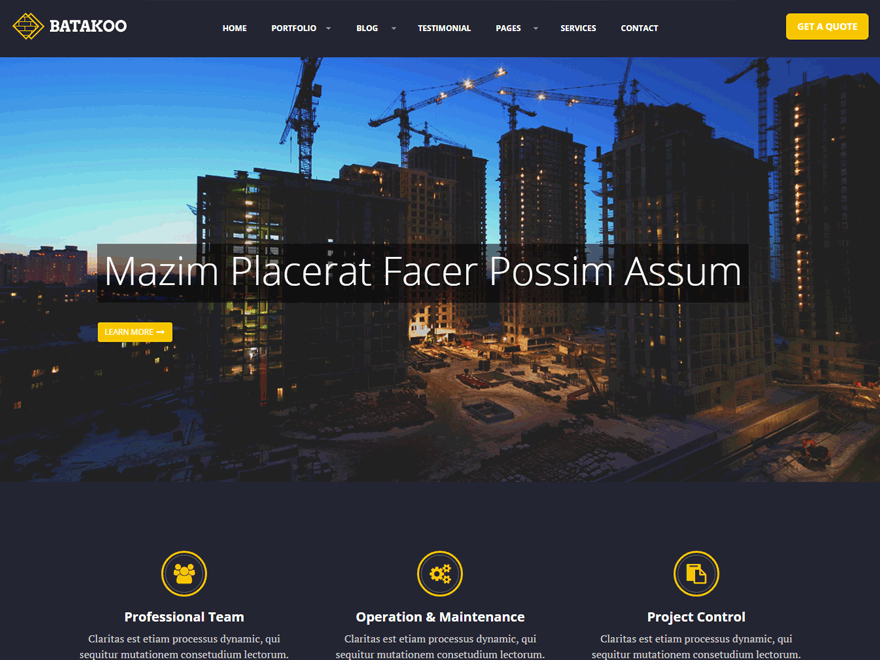 BATAKOO
HOME PORTFOLIO BLOG TESTIMONIAL PAGES SERVICES CONTACT
GET A QUOTE
Mazim Placerat Facer Possim Assum
LEARN MORE
Professional Team
Claritas est etiam processus dynamic, qui
sequitur mutationem consetudium lectorum.
Operation & Maintenance
Claritas est etiam processus dynamic, qui
sequitur mutationem consetudium lectorum.
Project Control
Claritas est etiam processus dynamic, qui
sequitur mutationem consetudium lectorum.